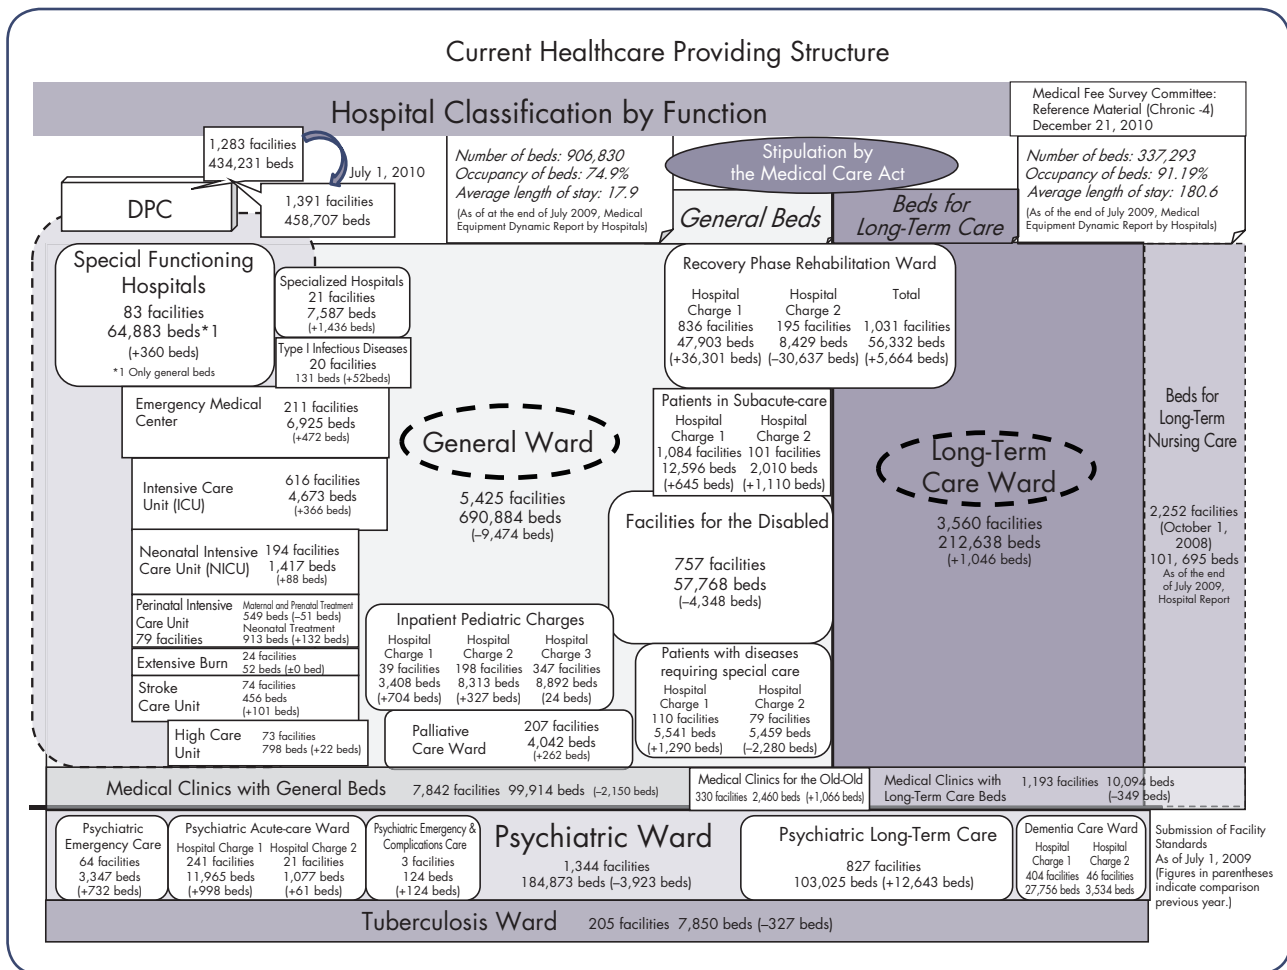 Current Healthcare Providing Structure
Hospital Classification by Function
Medical Fee Survey Committee:
Reference Material (Chronic -4)
December 21, 2010
1,283 facilities
434,231 beds
July 1, 2010
1,391 facilities
458,707 beds
DPC
Number of beds: 906,830
Occupancy of beds: 74.9%
Average length of stay: 17.9
(As of at the end of July 2009, Medical
Equipment Dynamic Report by Hospitals)
Stipulation by
the Medical Care Act
General Beds
Beds for
Long-Term Care
Number of beds: 337,293
Occupancy of beds: 91.19%
Average length of stay: 180.6
(As of the end of July 2009, Medical
Equipment Dynamic Report by Hospitals)
Special Functioning
Hospitals
83 facilities
64,883 beds*1
(+360 beds)
*1 Only general beds
Specialized Hospitals
21 facilities
7,587 beds
(+1,436 beds)
Type I Infectious Diseases
20 facilities
131 beds (+52beds)
Emergency Medical
Center
211 facilities
6,925 beds
(+472 beds)
Intensive Care
Unit (ICU)
616 facilities
4,673 beds
(+366 beds)
Neonatal Intensive
Care Unit (NICU)
194 facilities
1,417 beds
(+88 beds)
Perinatal Intensive
Care Unit
79 facilities
Maternal and Prenatal Treatment
549 beds (–51 beds)
Neonatal Treatment
913 beds (+132 beds)
Extensive Burn
24 facilities
52 beds (±0 bed)
Stroke
Care Unit
74 facilities
456 beds
(+101 beds)
High Care
Unit
73 facilities
798 beds (+22 beds)
General Ward
5,425 facilities
690,884 beds
(–9,474 beds)
Recovery Phase Rehabilitation Ward
Hospital
Charge 1
836 facilities
47,903 beds
(+36,301 beds)
Hospital
Charge 2
195 facilities
8,429 beds
(–30,637 beds)
Total
1,031 facilities
56,332 beds
(+5,664 beds)
Patients in Subacute-care
Hospital
Charge 1
1,084 facilities
12,596 beds
(+645 beds)
Hospital
Charge 2
101 facilities
2,010 beds
(+1,110 beds)
Facilities for the Disabled
757 facilities
57,768 beds
(–4,348 beds)
Inpatient Pediatric Charges
Hospital
Charge 1
39 facilities
3,408 beds
(+704 beds)
Hospital
Charge 2
198 facilities
8,313 beds
(+327 beds)
Hospital
Charge 3
347 facilities
8,892 beds
(24 beds)
Palliative
Care Ward
207 facilities
4,042 beds
(+262 beds)
Patients with diseases
requiring special care
Hospital
Charge 1
110 facilities
5,541 beds
(+1,290 beds)
Hospital
Charge 2
79 facilities
5,459 beds
(–2,280 beds)
Long-Term
Care Ward
3,560 facilities
212,638 beds
(+1,046 beds)
Beds for
Long-Term
Nursing Care
2,252 facilities
(October 1,
2008)
101, 695 beds
As of the end
of July 2009,
Hospital Report
Medical Clinics with General Beds 7,842 facilities 99,914 beds (–2,150 beds)
Medical Clinics for the Old-Old
330 facilities 2,460 beds (+1,066 beds)
Medical Clinics with
Long-Term Care Beds
1,193 facilities 10,094 beds
(–349 beds)
Psychiatric
Emergency Care
64 facilities
3,347 beds
(+732 beds)
Psychiatric Acute-care Ward
Hospital Charge 1
241 facilities
11,965 beds
(+998 beds)
Hospital Charge 2
21 facilities
1,077 beds
(+61 beds)
Psychiatric Emergency &
Complications Care
3 facilities
124 beds
(+124 beds)
Psychiatric Ward
1,344 facilities
184,873 beds (–3,923 beds)
Psychiatric Long-Term Care
827 facilities
103,025 beds (+12,643 beds)
Dementia Care Ward
Hospital
Charge 1
404 facilities
27,756 beds
Hospital
Charge 2
46 facilities
3,534 beds
Submission of Facility
Standards
As of July 1, 2009
(Figures in parentheses
indicate comparison
previous year.)
Tuberculosis Ward 205 facilities 7,850 beds (–327 beds)